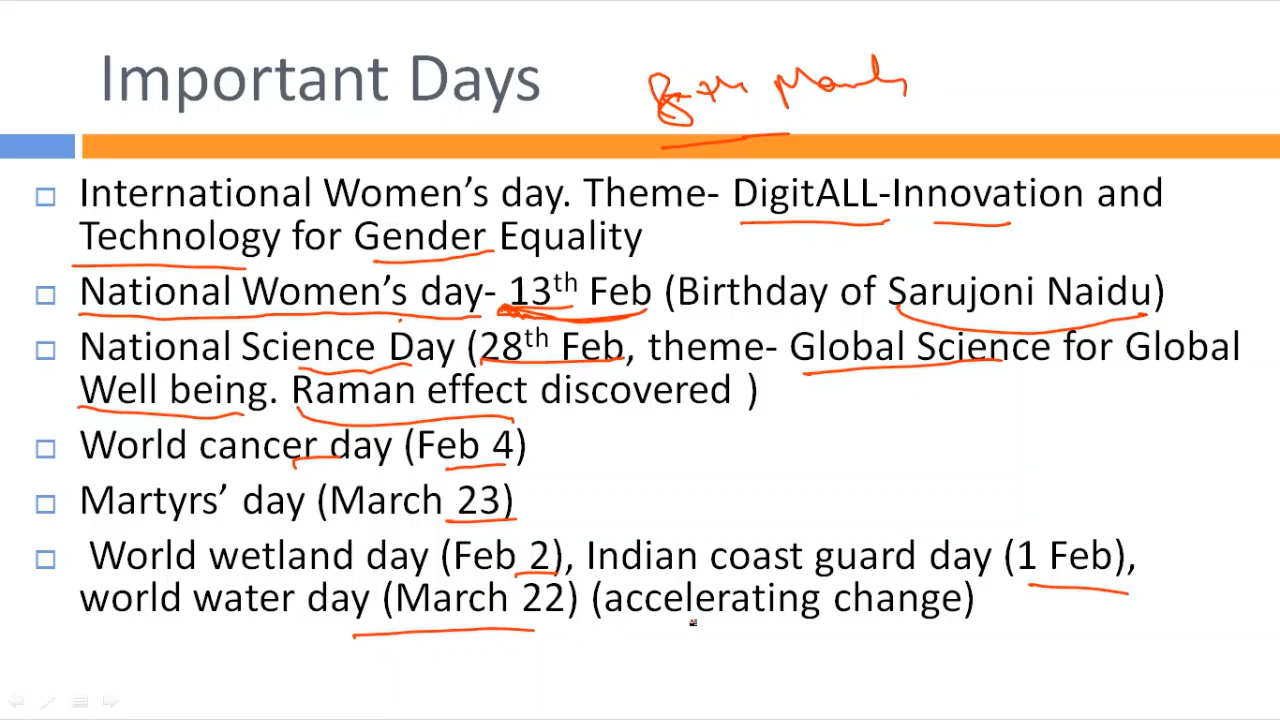 Important Days
8th March
International Women's day. Theme- DigitALL-Innovation and
Technology for Gender Equality
National Women's day- 13th Feb (Birthday of Sarujoni Naidu)
National Science Day (28th Feb, theme- Global Science for Global
Well being. Raman effect discovered )
World cancer day (Feb 4)
Martyrs' day (March 23)
World wetland day (Feb 2), Indian coast guard day (1 Feb),
world water day (March 22) (accelerating change)